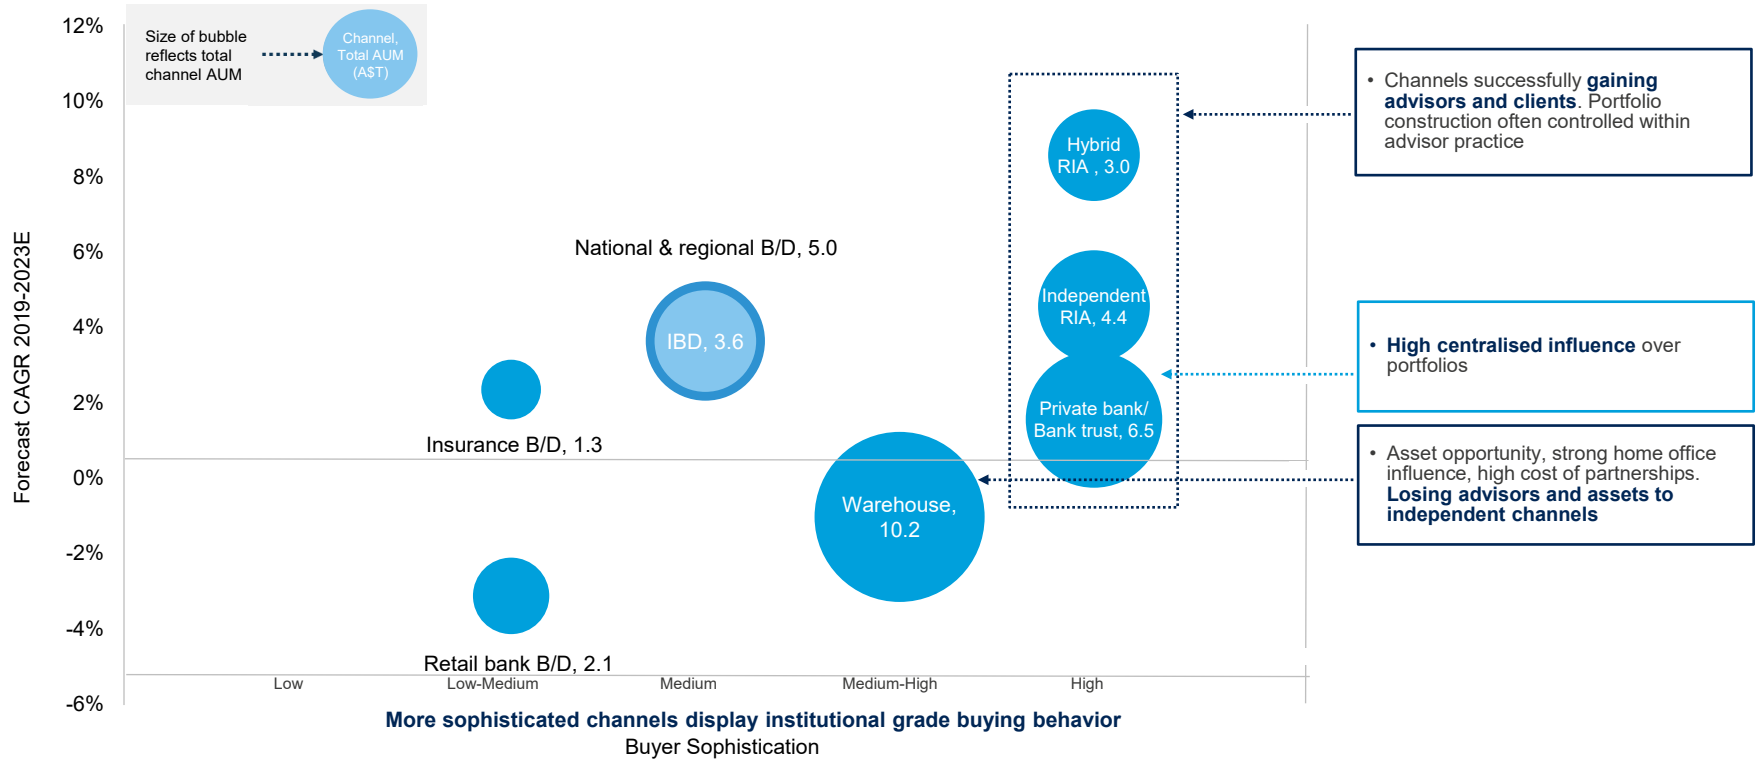 12%
10%
8%
6%
4%
2%
0%
-2%
-4%
-6%
Forecast CAGR 2019-2023E
Size of bubble
reflects total
channel AUM
Channel,
Total AUM
(A$T)
Hybrid
RIA , 3.0
National & regional B/D, 5.0
IBD, 3.6
Independent
RIA, 4.4
Private bank/
Bank trust, 6.5
Insurance B/D, 1.3
Warehouse,
10.2
Retail bank B/D, 2.1
Low
Low-Medium
Medium
Medium-High
High
More sophisticated channels display institutional grade buying behavior
Buyer Sophistication
• Channels successfully gaining
advisors and clients. Portfolio
construction often controlled within
advisor practice
• High centralised influence over
portfolios
• Asset opportunity, strong home office
influence, high cost of partnerships.
Losing advisors and assets to
independent channels